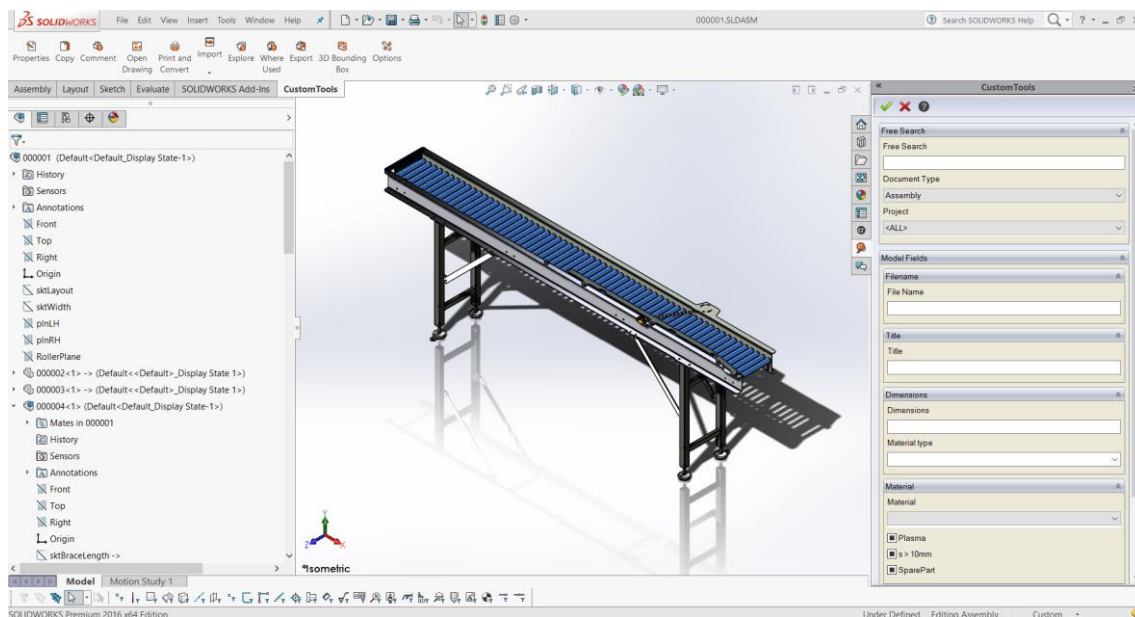 SOLIDWORKS File Edit View Insert Tools Window Help 000001.SLDASM Search SOLIDWORKS Help
Properties Copy Comment Open Drawing Print and Convert Import Explore Where Used Export 3D Bounding Box Options
Assembly Layout Sketch Evaluate SOLIDWORKS Add-Ins CustomTools
CustomTools
000001 (Default<Default_Display State-1>)
History
Sensors
Annotations
Front
Top
Right
Origin
sktLayout
sktWidth
plnLH
plnRH
RollerPlane
000002<1> -> (Default<<Default>_Display State 1>)
000003<1> -> (Default<<Default>_Display State 1>)
000004<1> (Default<Default_Display State-1>)
Mates in 000001
History
Sensors
Annotations
Front
Top
Right
Origin
sktBraceLength ->
Y
Z
X
*Isometric
Free Search
Free Search
Document Type
Assembly
Project
<ALL>
Model Fields
Filename
File Name
Title
Title
Dimensions
Dimensions
Material type
Material
Material
Plasma
s > 10mm
SparePart
Model Motion Study 1
SOLIDWORKS Premium 2016 x64 Edition Under Defined Editing Assembly Custom